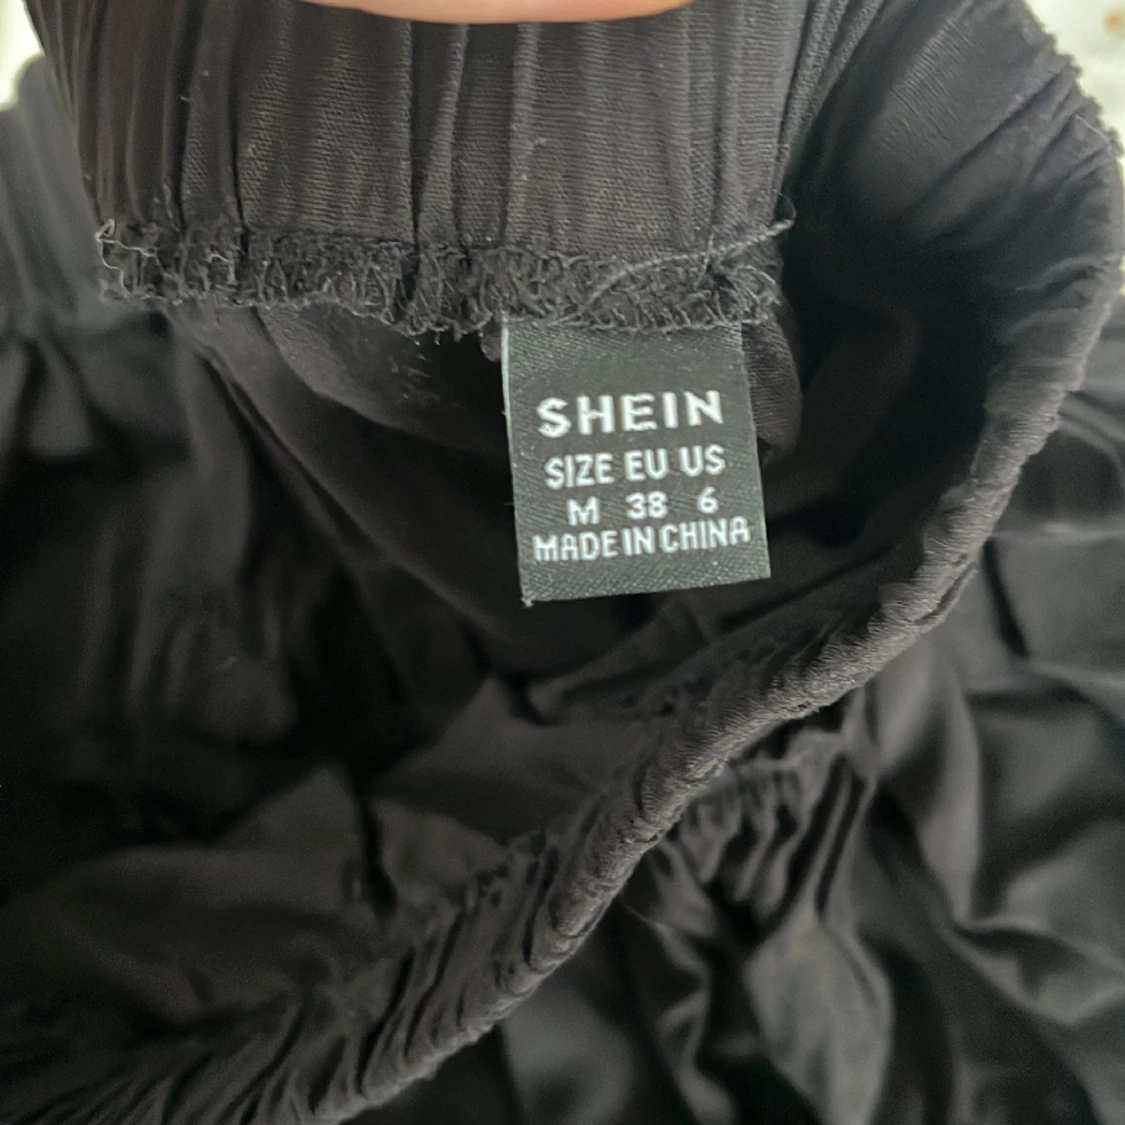 SHEIN
SIZE EU US
M 38 6
MADE IN CHINA